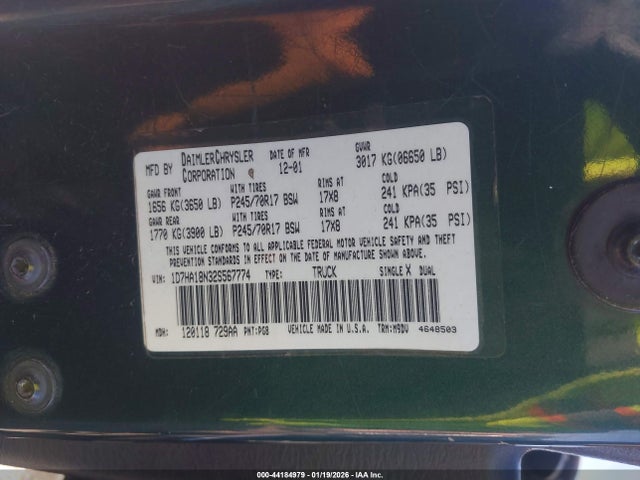 MFD BY DAIMLERCHRYSLER CORPORATION DATE OF MFR 12-01 GVWR 3017 KG(06650 LB)
GAWR FRONT WITH TIRES RIMS AT COLD
1656 KG(3650 LB) P245/70R17 BSW 17X8 241 KPA(35 PSI)
GAWR REAR WITH TIRES RIMS AT COLD
1770 KG(3900 LB) P245/70R17 BSW 17X8 241 KPA(35 PSI)
THIS VEHICLE CONFORMS TO ALL APPLICABLE FEDERAL MOTOR VEHICLE SAFETY AND THEFT
PREVENTION STANDARDS IN EFFECT ON THE DATE OF MANUFACTURE SHOWN ABOVE.
VIN: 1D7HA18N32S567774 TYPE: TRUCK SINGLE X DUAL
MDH: 120118 729AA PNT:PG8 VEHICLE MADE IN U.S.A. TRM:M9DV 4648503
000-44184979 - 01/19/2026 - IAA Inc.